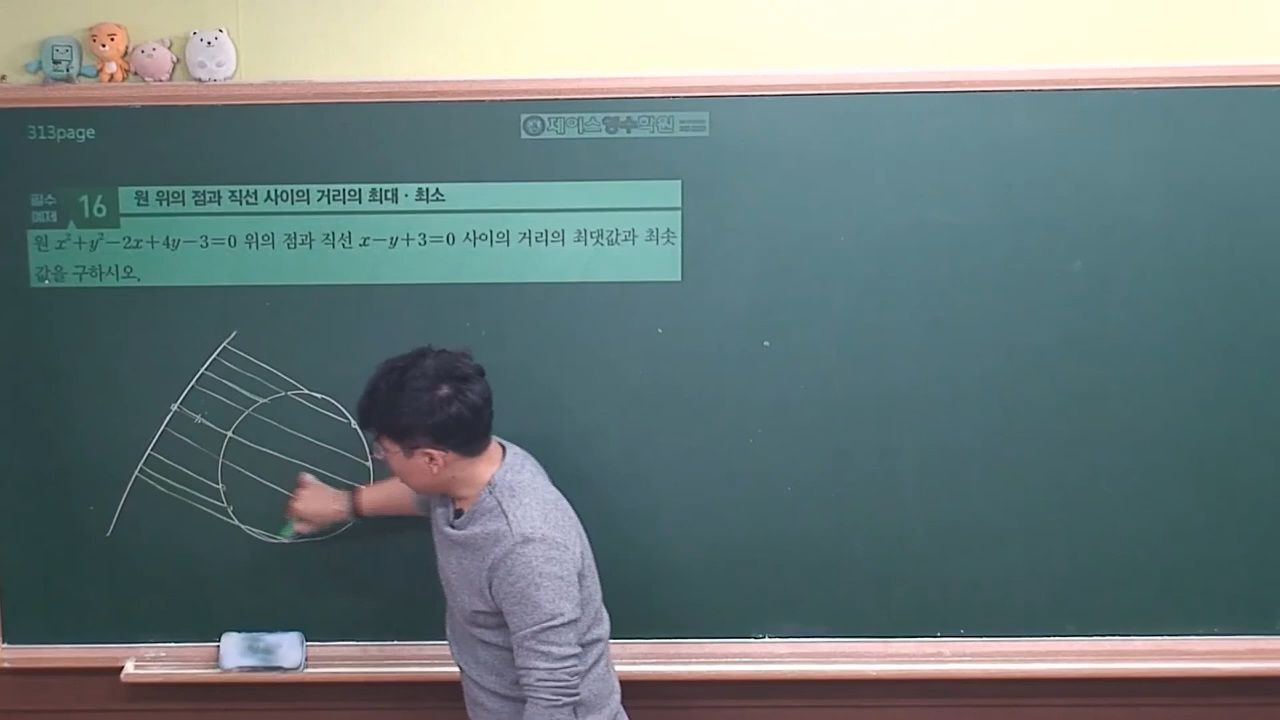 313page
제이스영수학원
필수 예제 16 원 위의 점과 직선 사이의 거리의 최대·최소
원 x²+y²−2x+4y−3=0 위의 점과 직선 x−y+3=0 사이의 거리의 최댓값과 최솟
값을 구하시오.